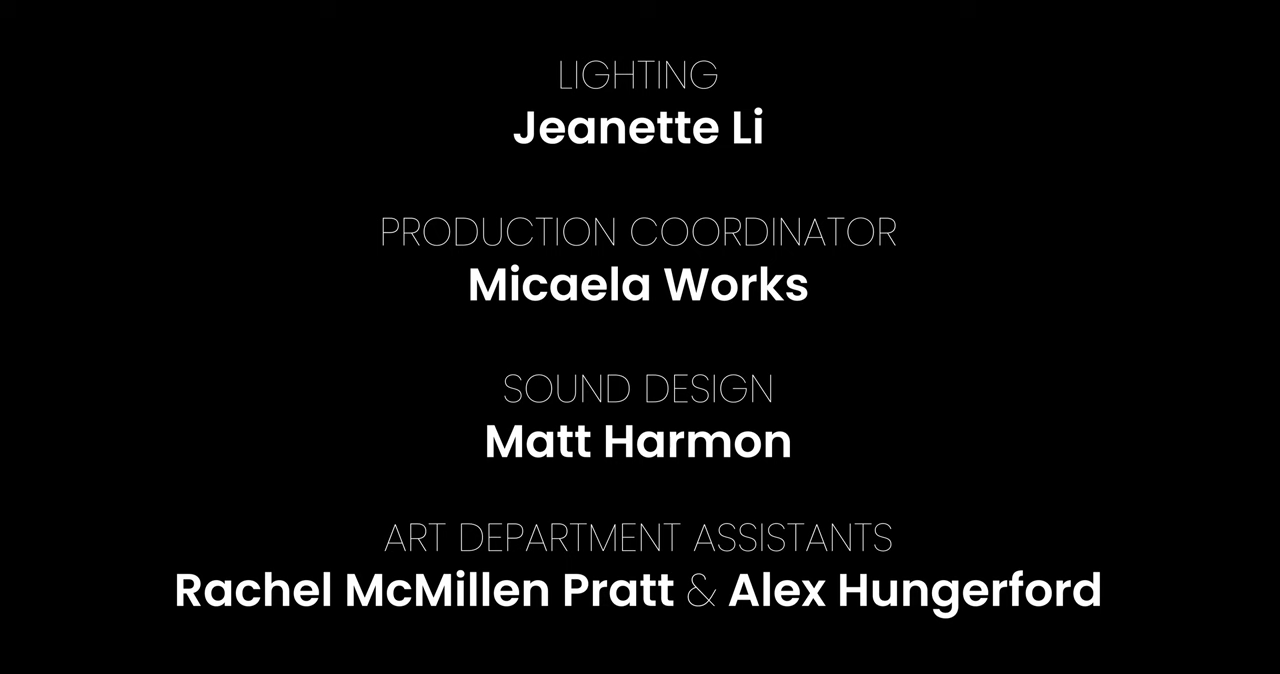 LIGHTING
Jeanette Li
PRODUCTION COORDINATOR
Micaela Works
SOUND DESIGN
Matt Harmon
ART DEPARTMENT ASSISTANTS
Rachel McMillen Pratt & Alex Hungerford